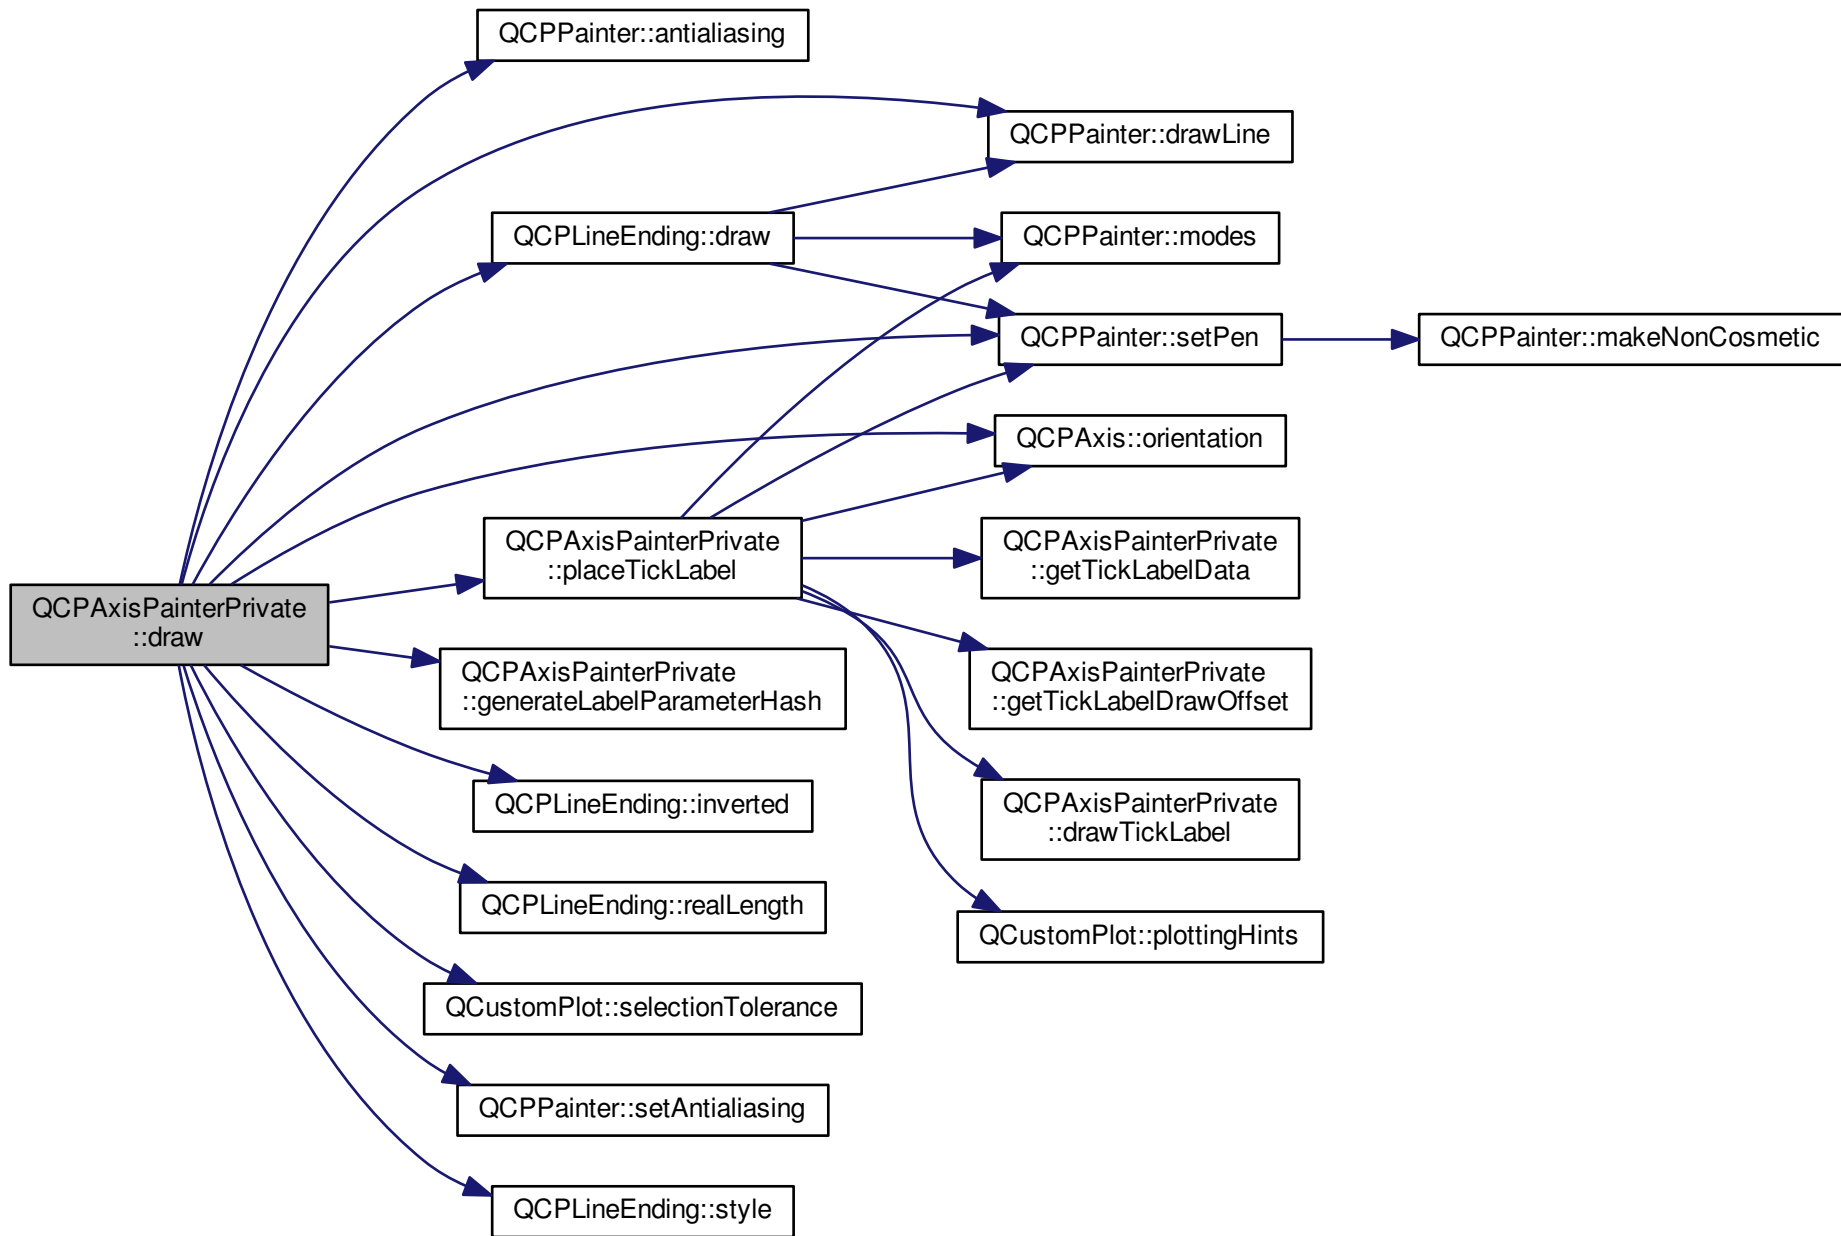 QCPPainter::antialiasing
QCPPainter::drawLine
QCPLineEnding::draw
QCPPainter::modes
QCPPainter::setPen
QCPPainter::makeNonCosmetic
QCPAxis::orientation
QCPAxisPainterPrivate
::placeTickLabel
QCPAxisPainterPrivate
::getTickLabelData
QCPAxisPainterPrivate
::draw
QCPAxisPainterPrivate
::generateLabelParameterHash
QCPAxisPainterPrivate
::getTickLabelDrawOffset
QCPLineEnding::inverted
QCPAxisPainterPrivate
::drawTickLabel
QCPLineEnding::realLength
QCustomPlot::plottingHints
QCustomPlot::selectionTolerance
QCPPainter::setAntialiasing
QCPLineEnding::style